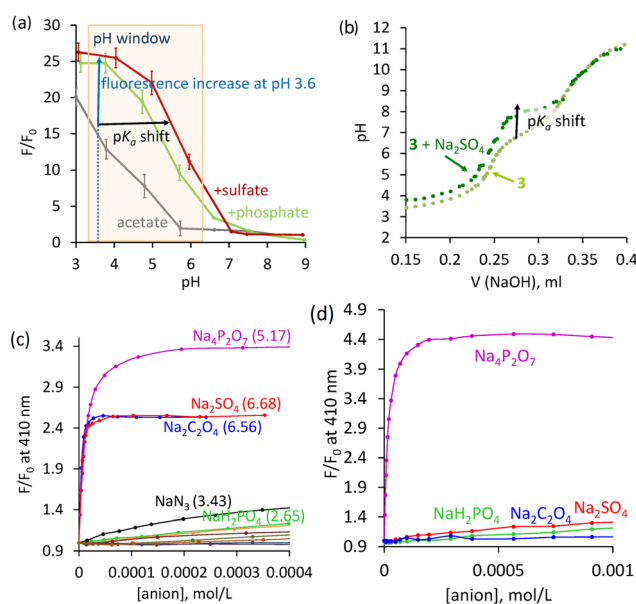 (a)
30
25
20
15
10
5
0
F/F₀
pH window
fluorescence increase at pH 3.6
pKₐ shift
+sulfate
+phosphate
acetate
3 4 5 6 7 8 9
pH
(b)
12
11
10
9
8
7
6
5
4
3
2
pH
pKₐ shift
3 + Na₂SO₄
3
0.15 0.2 0.25 0.3 0.35 0.4
V (NaOH), ml
(c)
3.4
2.9
2.4
1.9
1.4
0.9
F/F₀ at 410 nm
Na₄P₂O₇ (5.17)
Na₂SO₄ (6.68)
Na₂C₂O₄ (6.56)
NaN₃ (3.43)
NaH₂PO₄ (2.65)
0 0.0001 0.0002 0.0003 0.0004
[anion], mol/L
(d)
4.9
4.4
3.9
3.4
2.9
2.4
1.9
1.4
0.9
F/F₀ at 410 nm
Na₄P₂O₇
NaH₂PO₄ Na₂C₂O₄ Na₂SO₄
0 0.0005 0.001
[anion], mol/L